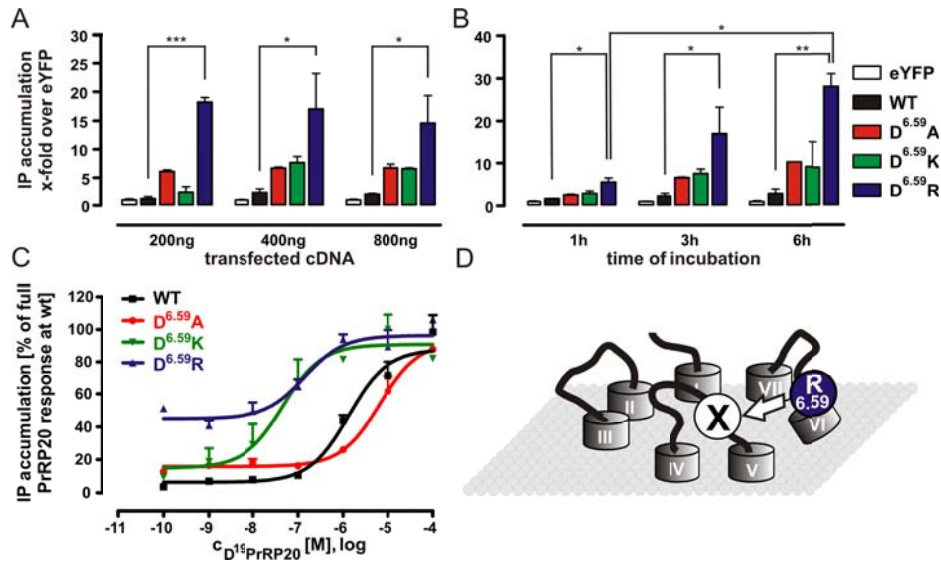 A
IP accumulation
x-fold over eYFP
30
25
20
15
10
5
0
***
*
*
200ng
400ng
800ng
transfected cDNA
B
40
30
20
10
0
*
*
**
*
1h
3h
6h
time of incubation
eYFP
WT
D6.59A
D6.59K
D6.59R
C
IP accumulation [% of full
PrRP20 response at wt]
120
100
80
60
40
20
0
WT
D6.59A
D6.59K
D6.59R
-11
-10
-9
-8
-7
-6
-5
-4
cD19PrRP20 [M], log
D
I
II
III
IV
V
VI
VII
X
R
6.59